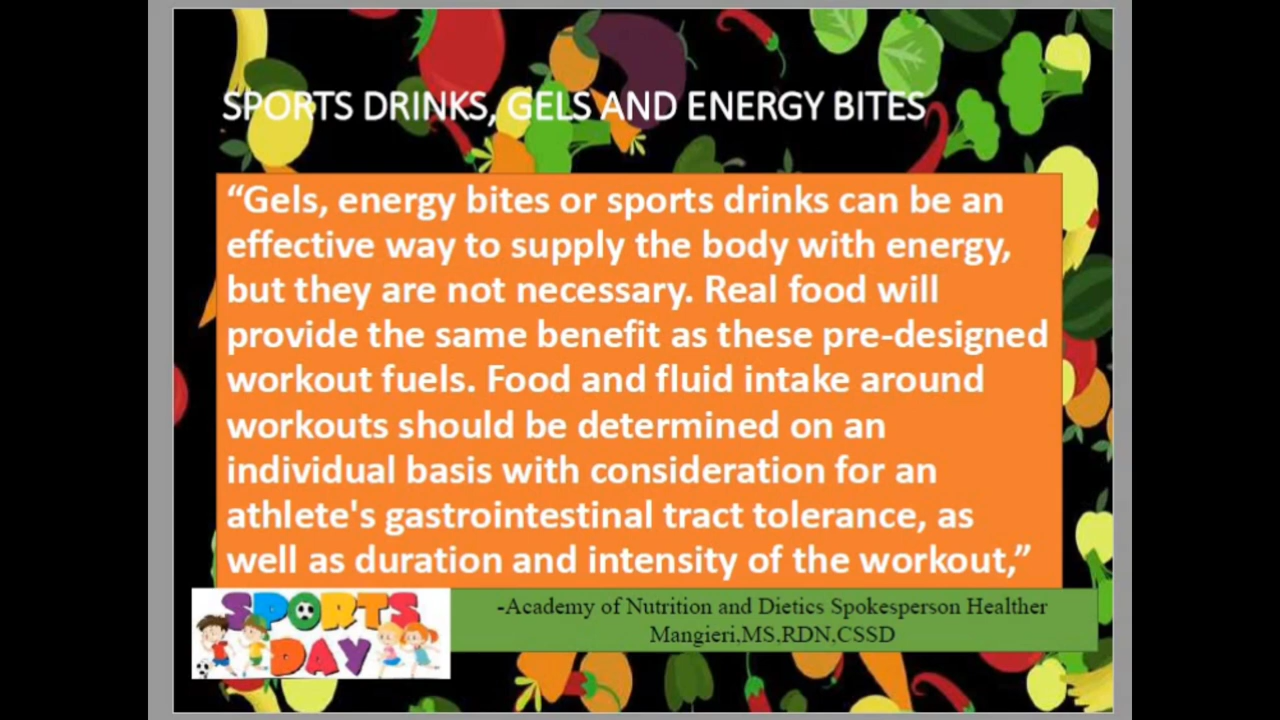 SPORTS DRINKS, GELS AND ENERGY BITES
“Gels, energy bites or sports drinks can be an
effective way to supply the body with energy,
but they are not necessary. Real food will
provide the same benefit as these pre-designed
workout fuels. Food and fluid intake around
workouts should be determined on an
individual basis with consideration for an
athlete's gastrointestinal tract tolerance, as
well as duration and intensity of the workout,”
SPORTS
DAY
-Academy of Nutrition and Dietics Spokesperson Healther
Mangieri,MS,RDN,CSSD